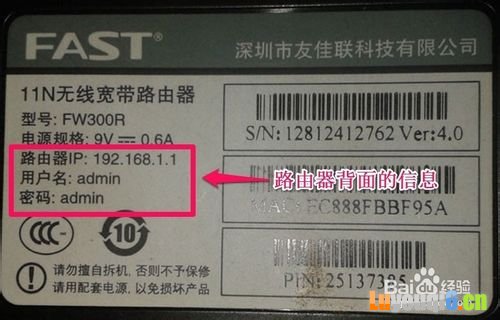 FAST®
深圳市友佳联科技有限公司
11N无线宽带路由器
型号: FW300R
电源规格: 9V⎓0.6A
路由器IP: 192.168.1.1
用户名: admin
密码: admin
S/N: 12812412762 Ver:4.0
路由器背面的信息
MAC: EC888FBBF95A
CCC
10
请勿擅自拆机, 否则不予保修
请用配套电源, 以免损坏产品
PIN: 25137385
Bai 经验